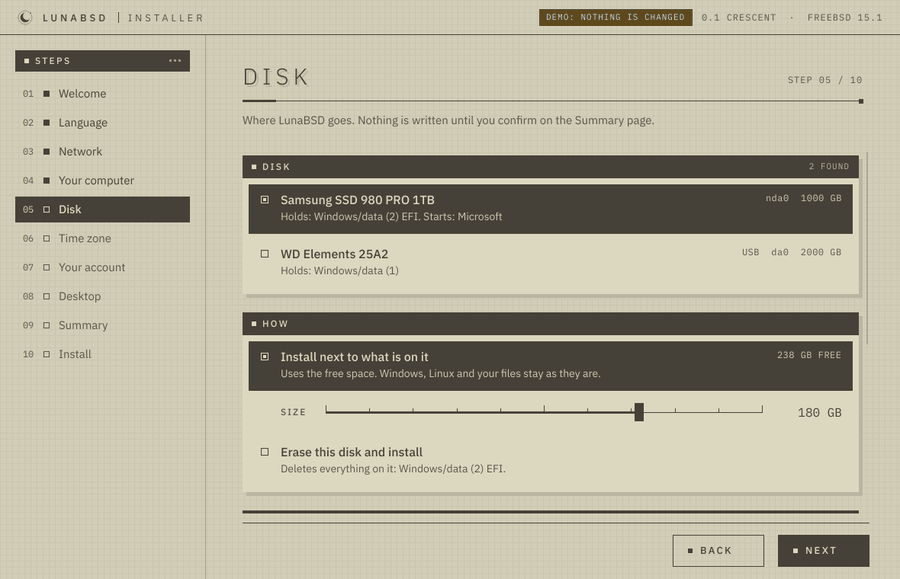 LUNABSD | INSTALLER
DEMO: NOTHING IS CHANGED
0.1 CRESCENT · FREEBSD 15.1
STEPS
01 Welcome
02 Language
03 Network
04 Your computer
05 Disk
06 Time zone
07 Your account
08 Desktop
09 Summary
10 Install
DISK
STEP 05 / 10
Where LunaBSD goes. Nothing is written until you confirm on the Summary page.
DISK
2 FOUND
Samsung SSD 980 PRO 1TB
nda0 1000 GB
Holds: Windows/data (2) EFI. Starts: Microsoft
WD Elements 25A2
USB da0 2000 GB
Holds: Windows/data (1)
HOW
Install next to what is on it
238 GB FREE
Uses the free space. Windows, Linux and your files stay as they are.
SIZE
180 GB
Erase this disk and install
Deletes everything on it: Windows/data (2) EFI.
BACK
NEXT